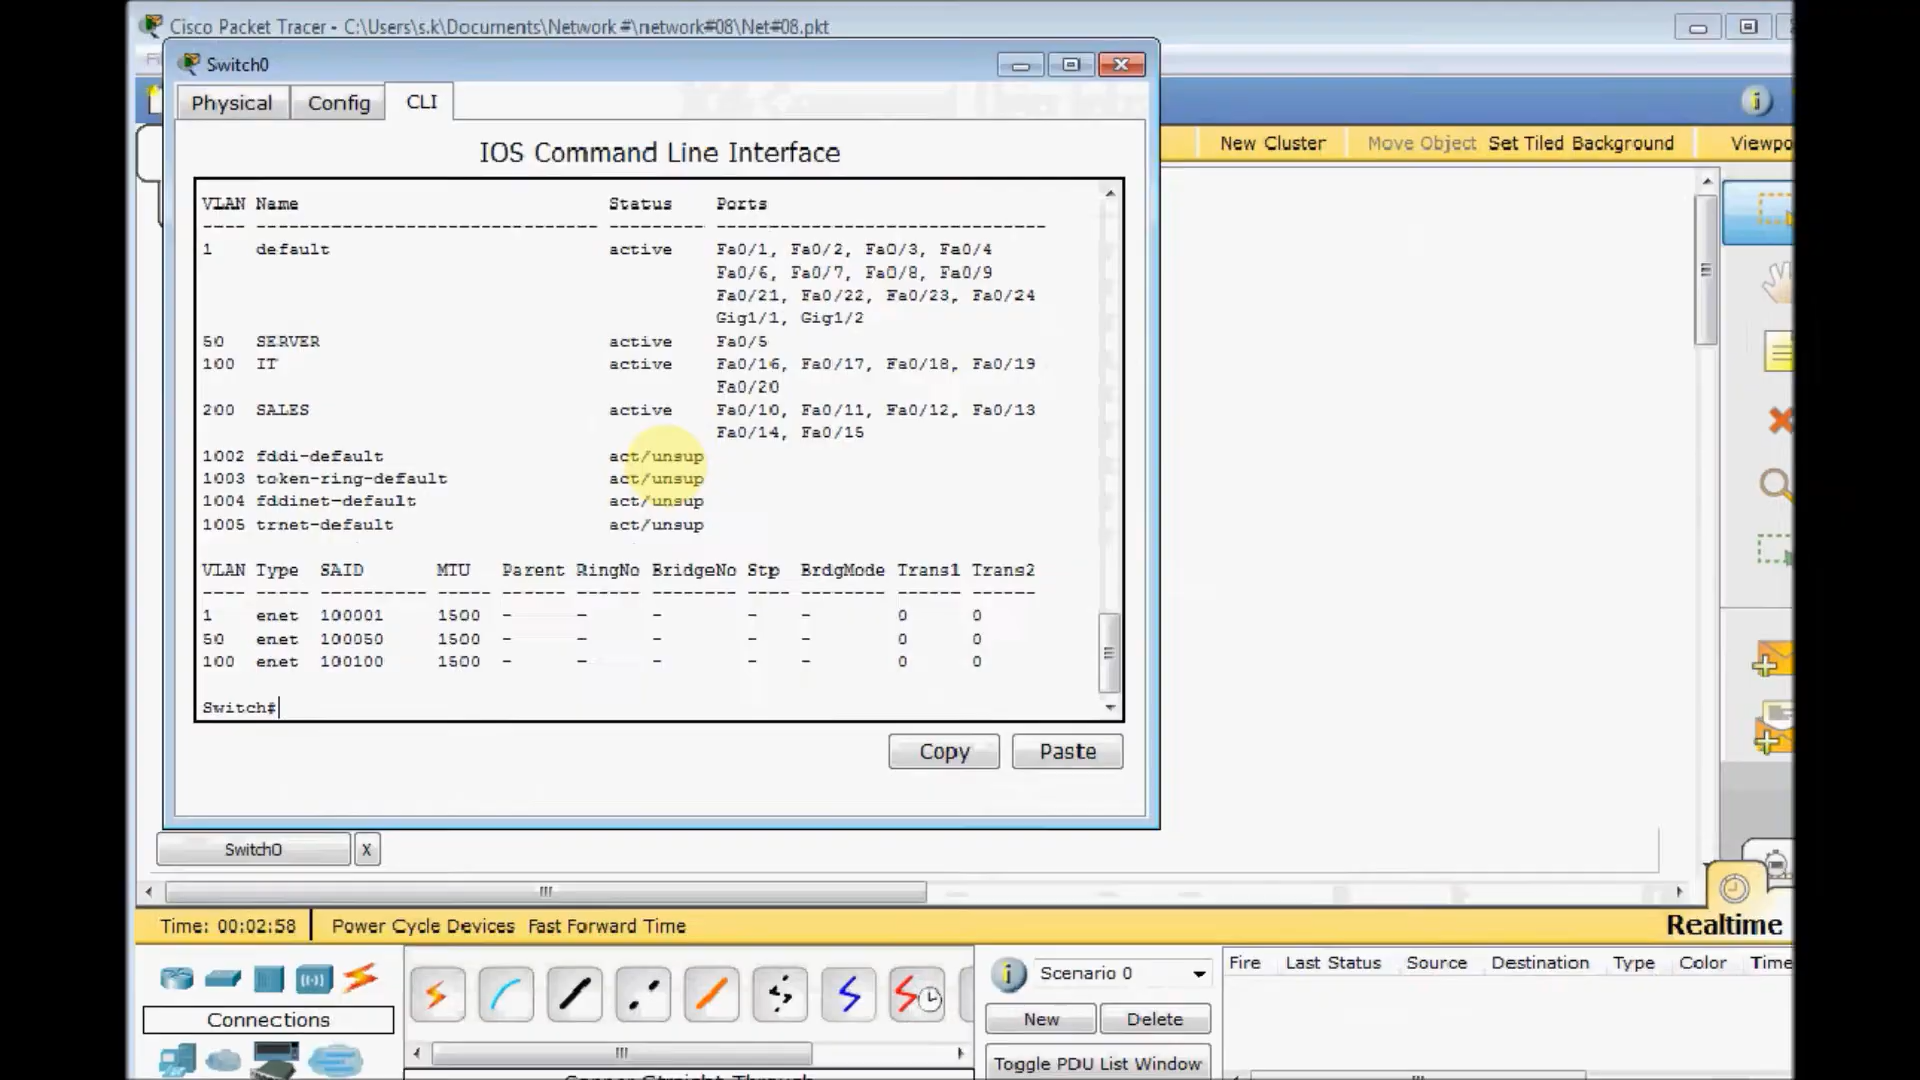 Cisco Packet Tracer - C:\Users\s.k\Documents\Network #\network#08\Net#08.pkt
Switch0
Physical Config CLI
New Cluster Move Object Set Tiled Background
IOS Command Line Interface
VLAN Name Status Ports
---- -------------------------------- --------- -------------------------------
1 default active Fa0/1, Fa0/2, Fa0/3, Fa0/4
Fa0/6, Fa0/7, Fa0/8, Fa0/9
Fa0/21, Fa0/22, Fa0/23, Fa0/24
Gig1/1, Gig1/2
50 SERVER active Fa0/5
100 IT active Fa0/16, Fa0/17, Fa0/18, Fa0/19
Fa0/20
200 SALES active Fa0/10, Fa0/11, Fa0/12, Fa0/13
Fa0/14, Fa0/15
1002 fddi-default act/unsup
1003 token-ring-default act/unsup
1004 fddinet-default act/unsup
1005 trnet-default act/unsup
VLAN Type SAID MTU Parent RingNo BridgeNo Stp BrdgMode Trans1 Trans2
---- ----- ---------- ----- ------ ------ -------- ---- -------- ------ ------
1 enet 100001 1500 - - - - - 0 0
50 enet 100050 1500 - - - - - 0 0
100 enet 100100 1500 - - - - - 0 0
Switch#
Copy Paste
Switch0 X
Realtime
Time: 00:02:58 Power Cycle Devices Fast Forward Time
Connections
Scenario 0
New Delete
Toggle PDU List Window
Fire Last Status Source Destination Type Color Time